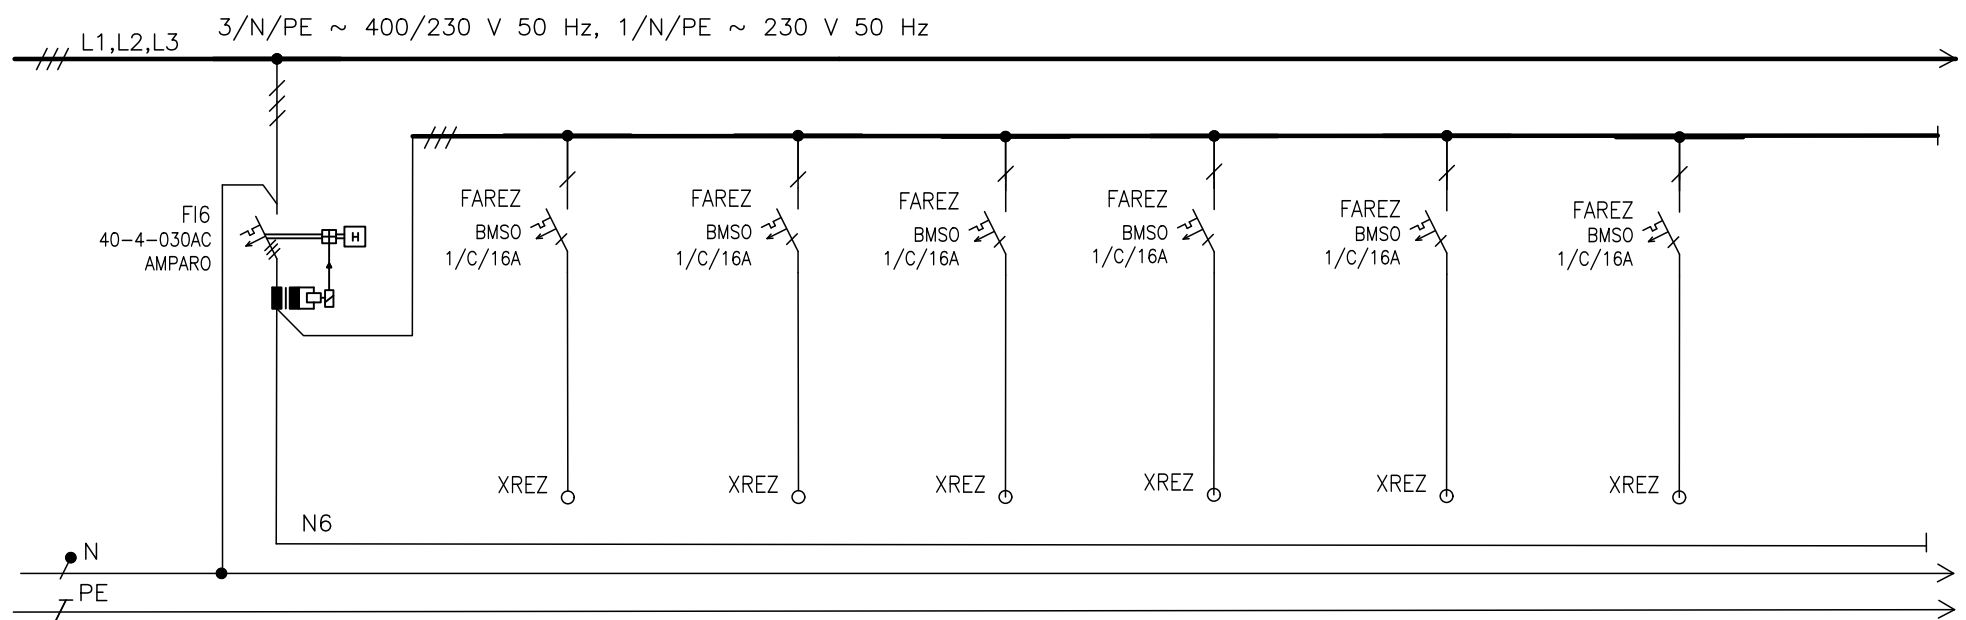 3/N/PE ~ 400/230 V 50 Hz, 1/N/PE ~ 230 V 50 Hz
L1,L2,L3
FI6
40-4-030AC
AMPARO
H
FAREZ
BMSO
1/C/16A
XREZ
FAREZ
BMSO
1/C/16A
XREZ
FAREZ
BMSO
1/C/16A
XREZ
FAREZ
BMSO
1/C/16A
XREZ
FAREZ
BMSO
1/C/16A
XREZ
FAREZ
BMSO
1/C/16A
XREZ
N6
N
PE